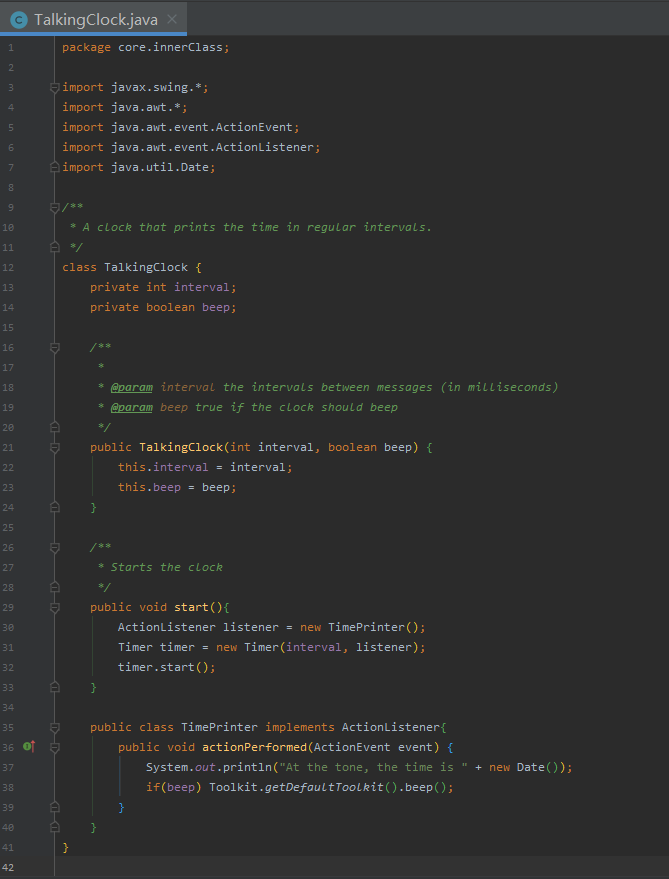 TalkingClock.java
1 package core.innerClass;
2
3 import javax.swing.*;
4 import java.awt.*;
5 import java.awt.event.ActionEvent;
6 import java.awt.event.ActionListener;
7 import java.util.Date;
8
9 /**
10 * A clock that prints the time in regular intervals.
11 */
12 class TalkingClock {
13 private int interval;
14 private boolean beep;
15
16 /**
17 *
18 * @param interval the intervals between messages (in milliseconds)
19 * @param beep true if the clock should beep
20 */
21 public TalkingClock(int interval, boolean beep) {
22 this.interval = interval;
23 this.beep = beep;
24 }
25
26 /**
27 * Starts the clock
28 */
29 public void start(){
30 ActionListener listener = new TimePrinter();
31 Timer timer = new Timer(interval, listener);
32 timer.start();
33 }
34
35 public class TimePrinter implements ActionListener{
36 public void actionPerformed(ActionEvent event) {
37 System.out.println("At the tone, the time is " + new Date());
38 if(beep) Toolkit.getDefaultToolkit().beep();
39 }
40 }
41 }
42